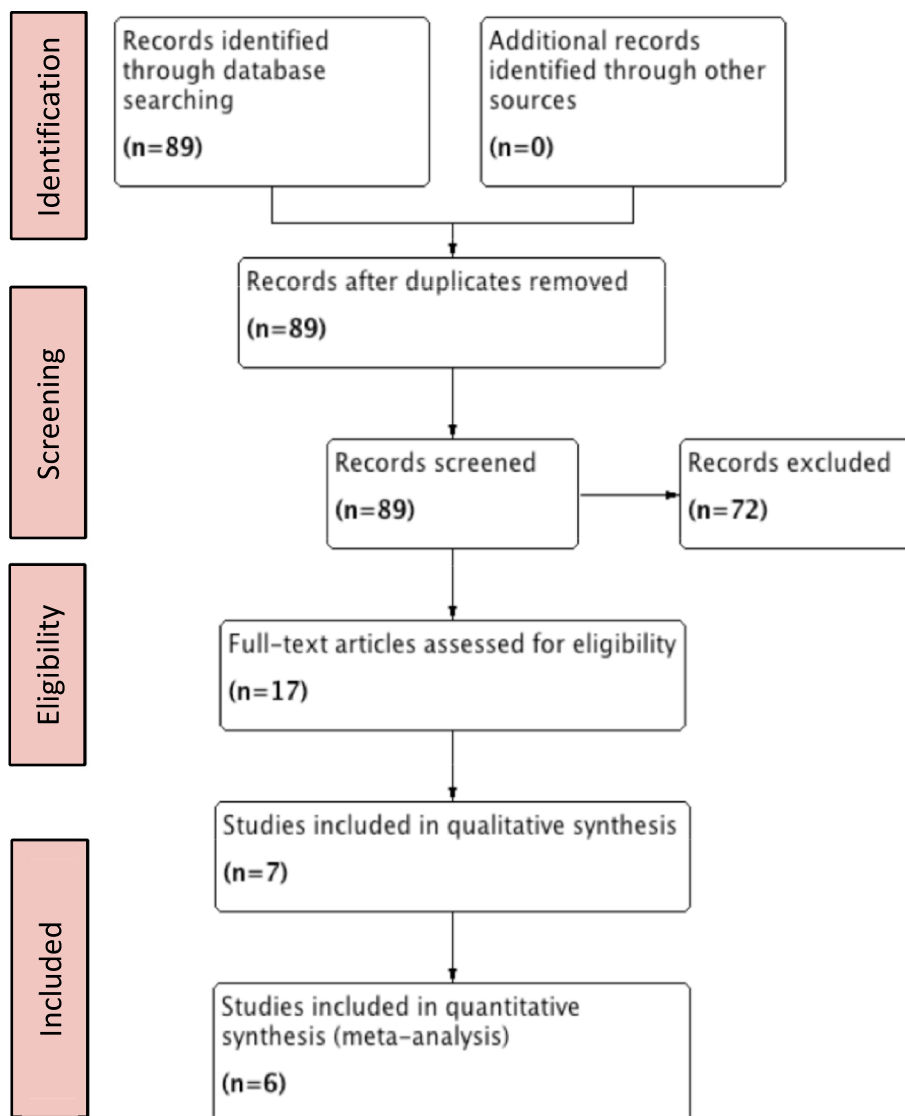 Identification
Records identified
through database
searching
(n=89)
Additional records
identified through other
sources
(n=0)
Records after duplicates removed
(n=89)
Screening
Records screened
(n=89)
Records excluded
(n=72)
Eligibility
Full-text articles assessed for eligibility
(n=17)
Studies included in qualitative synthesis
(n=7)
Included
Studies included in quantitative
synthesis (meta-analysis)
(n=6)